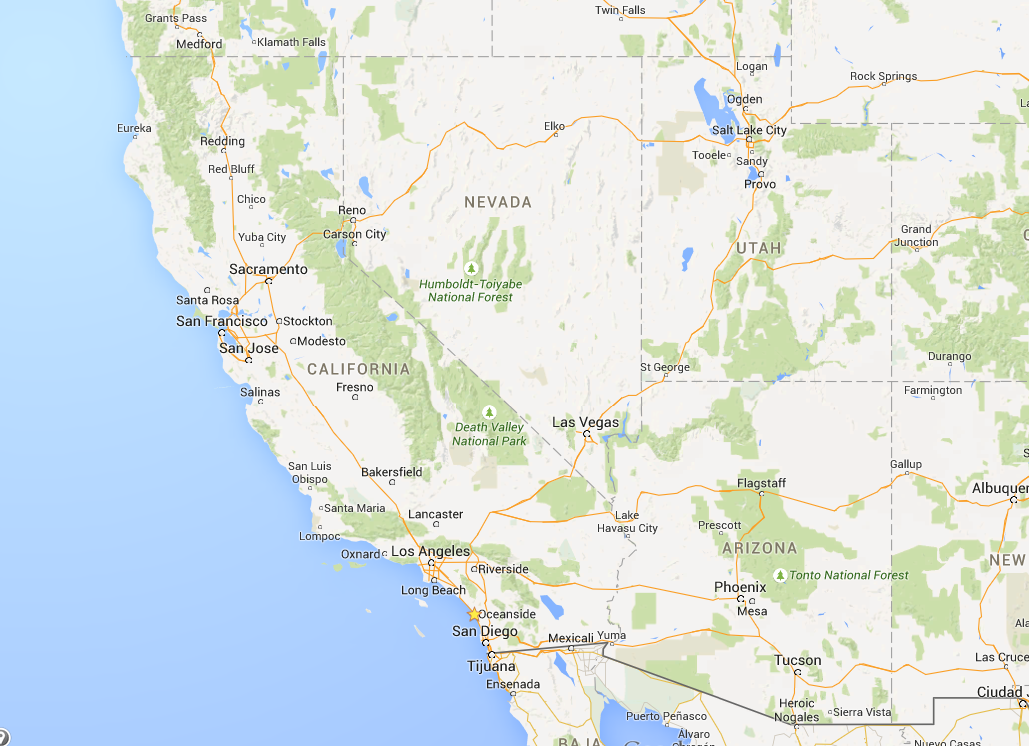 Twin Falls
Grants Pass
Medford
Klamath Falls
Logan
Rock Springs
Ogden
Eureka
Elko
Salt Lake City
Redding
Tooele
Sandy
Red Bluff
Provo
Chico
NEVADA
Reno
Carson City
Yuba City
Grand
Junction
UTAH
Sacramento
Humboldt-Toiyabe
National Forest
Santa Rosa
San Francisco
Stockton
Modesto
San Jose
Durango
CALIFORNIA
St George
Fresno
Salinas
Farmington
Las Vegas
Death Valley
National Park
San Luis
Obispo
Bakersfield
Gallup
Flagstaff
Albuquer
Santa Maria
Lancaster
Lake
Havasu City
Prescott
Lompoc
Oxnard
Los Angeles
ARIZONA
NEW
Riverside
Tonto National Forest
Long Beach
Phoenix
Mesa
Oceanside
San Diego
Mexicali
Yuma
Ala
Tijuana
Tucson
Las Cruce
Ensenada
Ciudad J
Heroic
Nogales
Sierra Vista
Puerto Peñasco
Álvaro
BAJA
Nuevo Casas